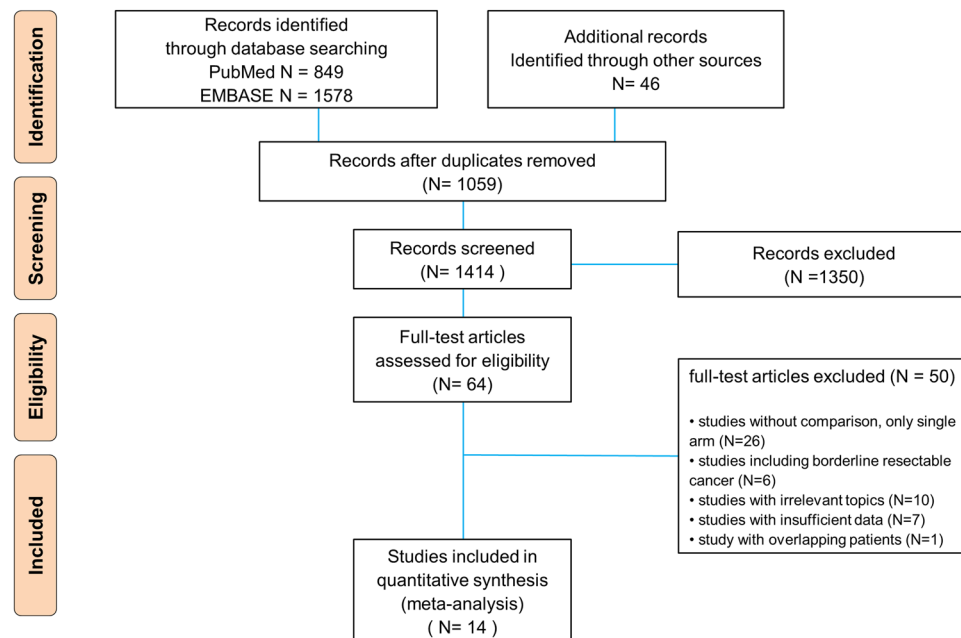 Identification
Records identified
through database searching
PubMed N = 849
EMBASE N = 1578
Additional records
Identified through other sources
N= 46
Records after duplicates removed
(N= 1059)
Screening
Records screened
(N= 1414 )
Records excluded
(N =1350)
Eligibility
Full-test articles
assessed for eligibility
(N= 64)
full-test articles excluded (N = 50)
• studies without comparison, only single
arm (N=26)
• studies including borderline resectable
cancer (N=6)
• studies with irrelevant topics (N=10)
• studies with insufficient data (N=7)
• study with overlapping patients (N=1)
Included
Studies included in
quantitative synthesis
(meta-analysis)
( N= 14 )